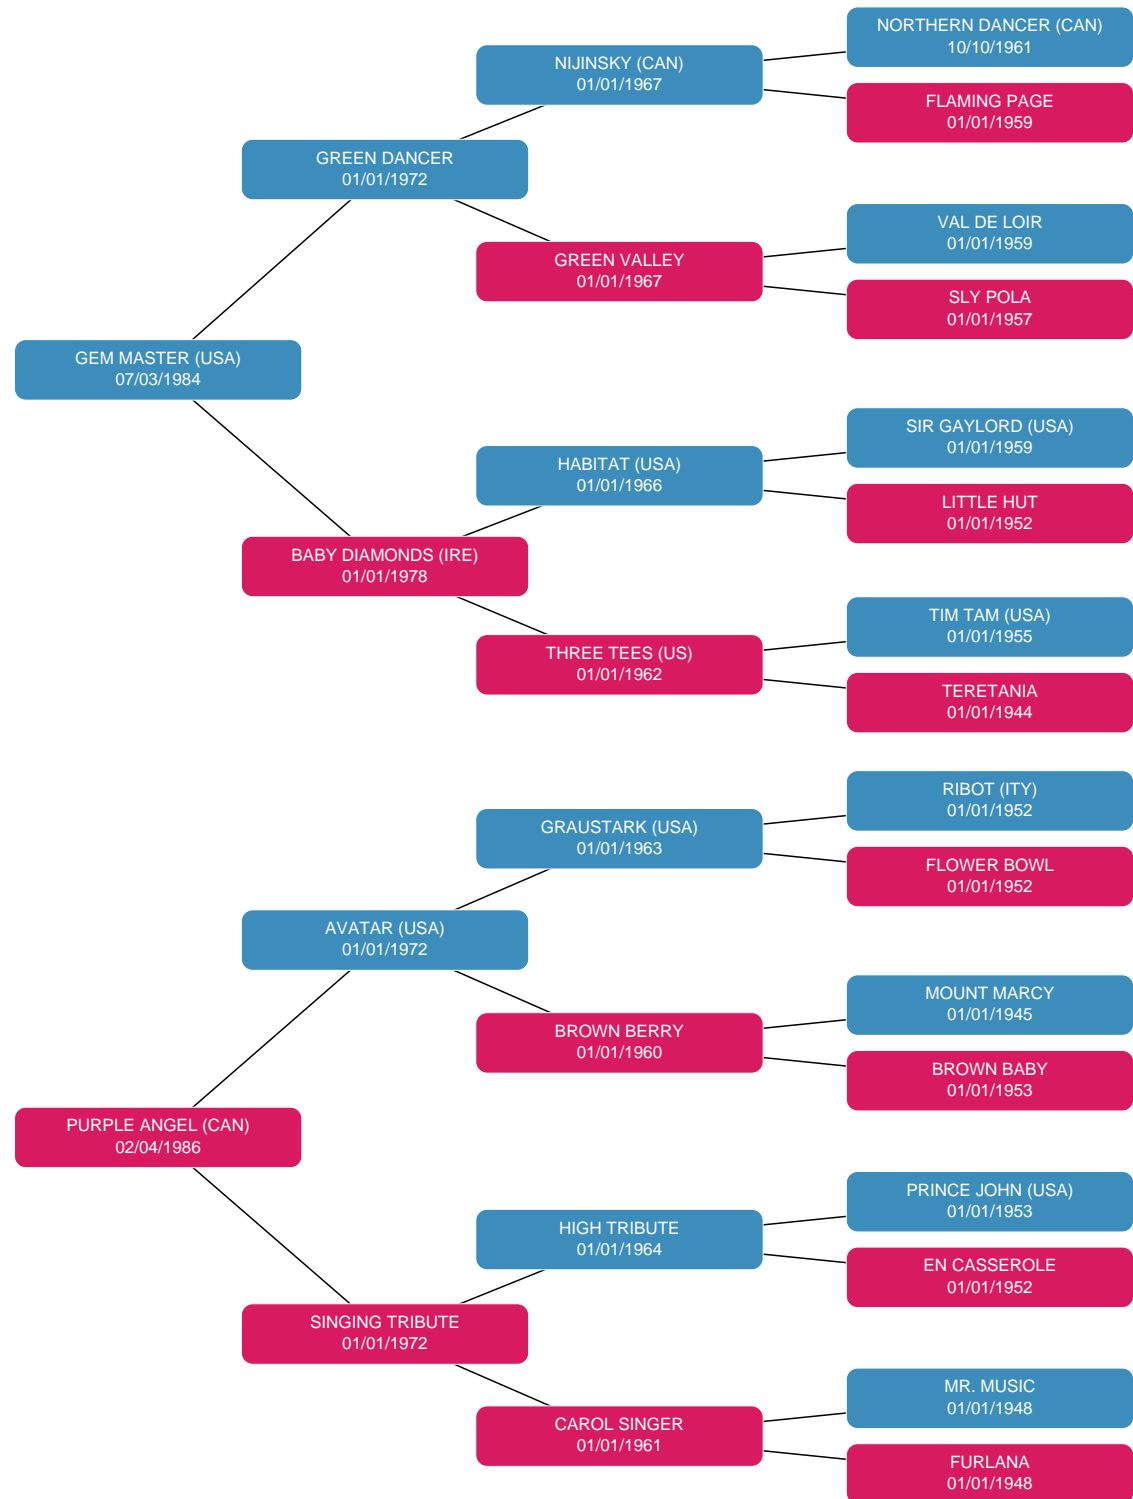 NORTHERN DANCER (CAN)
10/10/1961
NIJINSKY (CAN)
01/01/1967
FLAMING PAGE
01/01/1959
GREEN DANCER
01/01/1972
VAL DE LOIR
01/01/1959
GREEN VALLEY
01/01/1967
SLY POLA
01/01/1957
GEM MASTER (USA)
07/03/1984
SIR GAYLORD (USA)
01/01/1959
HABITAT (USA)
01/01/1966
LITTLE HUT
01/01/1952
BABY DIAMONDS (IRE)
01/01/1978
TIM TAM (USA)
01/01/1955
THREE TEES (US)
01/01/1962
TERETANIA
01/01/1944
RIBOT (ITY)
01/01/1952
GRAUSTARK (USA)
01/01/1963
FLOWER BOWL
01/01/1952
AVATAR (USA)
01/01/1972
MOUNT MARCY
01/01/1945
BROWN BERRY
01/01/1960
BROWN BABY
01/01/1953
PURPLE ANGEL (CAN)
02/04/1986
PRINCE JOHN (USA)
01/01/1953
HIGH TRIBUTE
01/01/1964
EN CASSEROLE
01/01/1952
SINGING TRIBUTE
01/01/1972
MR. MUSIC
01/01/1948
CAROL SINGER
01/01/1961
FURLANA
01/01/1948